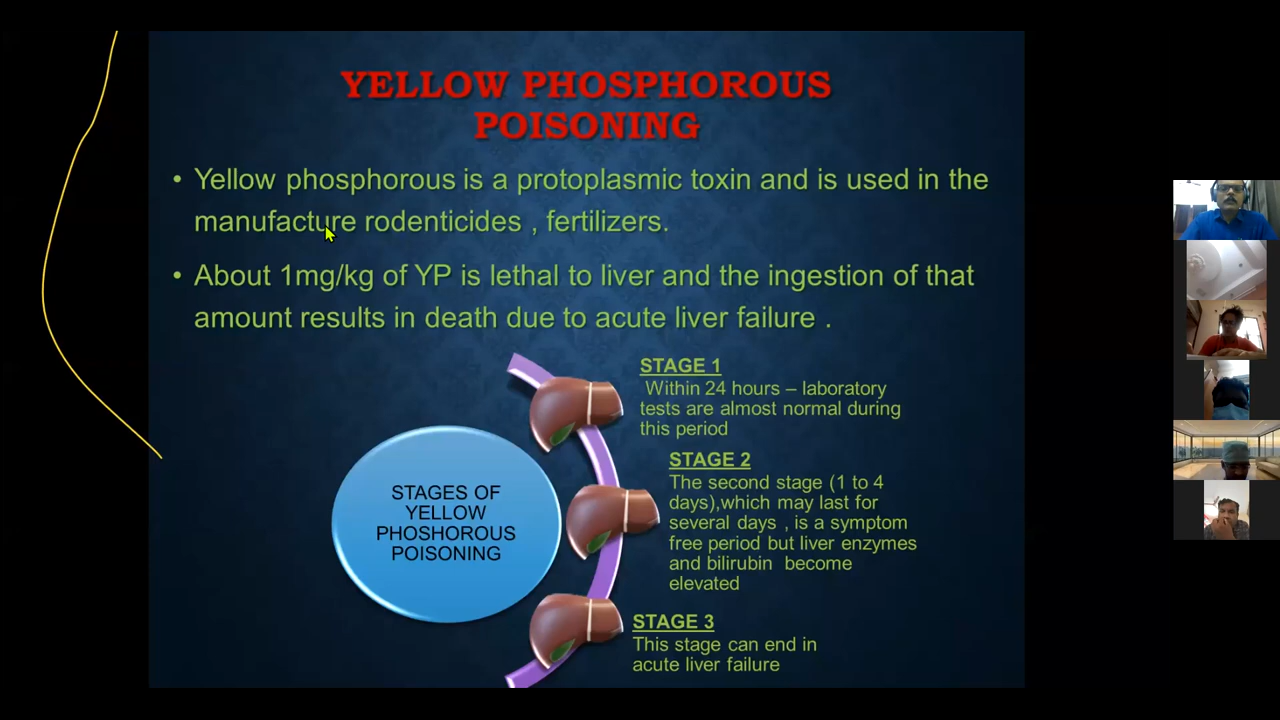 YELLOW PHOSPHOROUS
POISONING
• Yellow phosphorous is a protoplasmic toxin and is used in the
manufacture rodenticides , fertilizers.
• About 1mg/kg of YP is lethal to liver and the ingestion of that
amount results in death due to acute liver failure .
STAGES OF
YELLOW
PHOSHOROUS
POISONING
STAGE 1
Within 24 hours – laboratory
tests are almost normal during
this period
STAGE 2
The second stage (1 to 4
days),which may last for
several days , is a symptom
free period but liver enzymes
and bilirubin become
elevated
STAGE 3
This stage can end in
acute liver failure